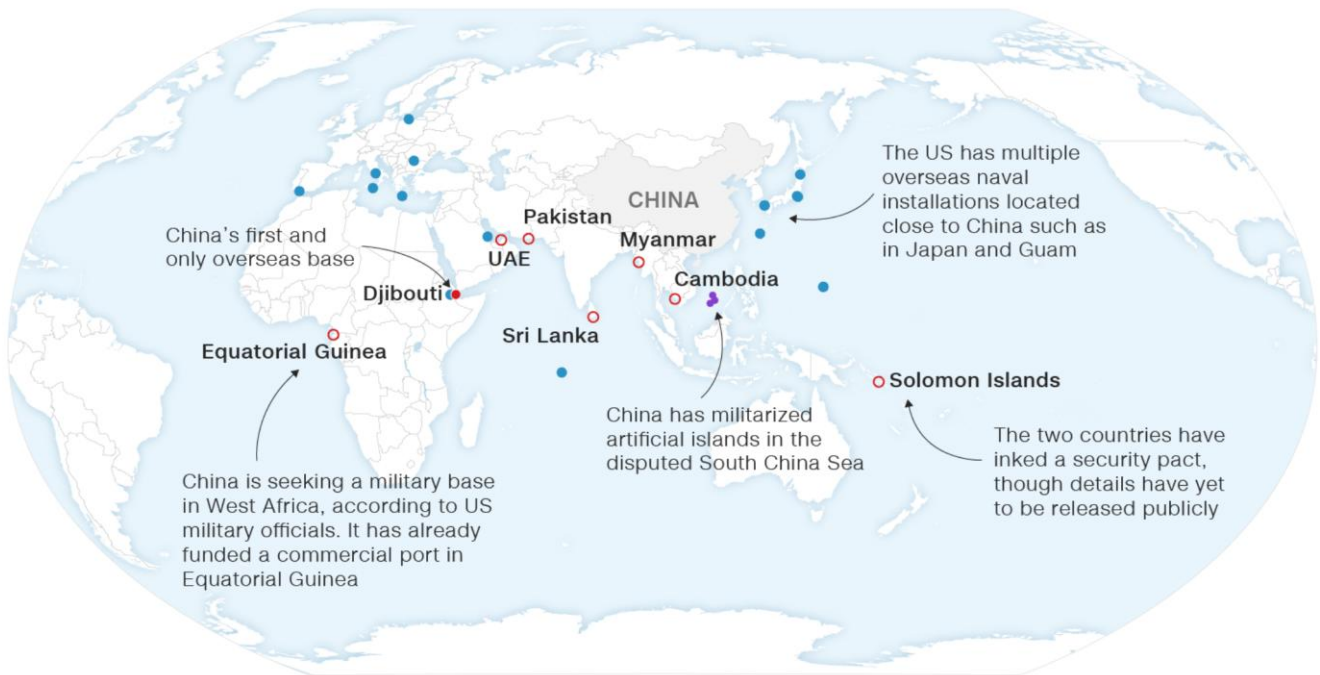 The US has multiple
overseas naval
installations located
close to China such as
in Japan and Guam
CHINA
Pakistan
China’s first and
only overseas base
Myanmar
UAE
Cambodia
Djibouti
Sri Lanka
Equatorial Guinea
Solomon Islands
China has militarized
artificial islands in the
disputed South China Sea
The two countries have
inked a security pact,
though details have yet
to be released publicly
China is seeking a military base
in West Africa, according to US
military officials. It has already
funded a commercial port in
Equatorial Guinea